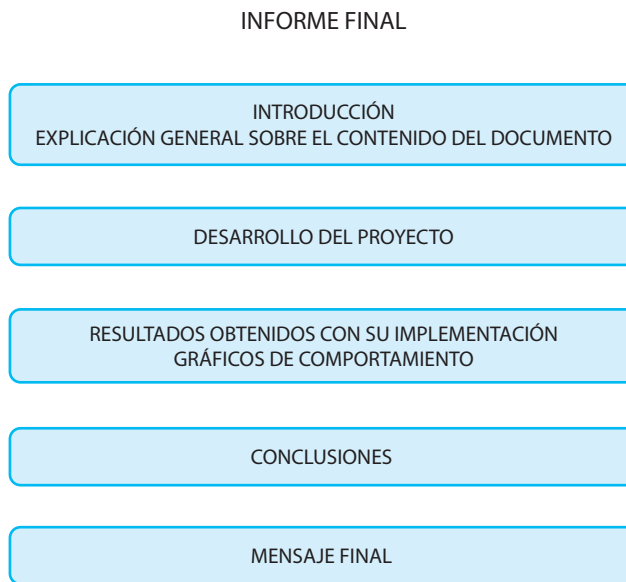 INFORME FINAL
INTRODUCCIÓN
EXPLICACIÓN GENERAL SOBRE EL CONTENIDO DEL DOCUMENTO
DESARROLLO DEL PROYECTO
RESULTADOS OBTENIDOS CON SU IMPLEMENTACIÓN
GRÁFICOS DE COMPORTAMIENTO
CONCLUSIONES
MENSAJE FINAL